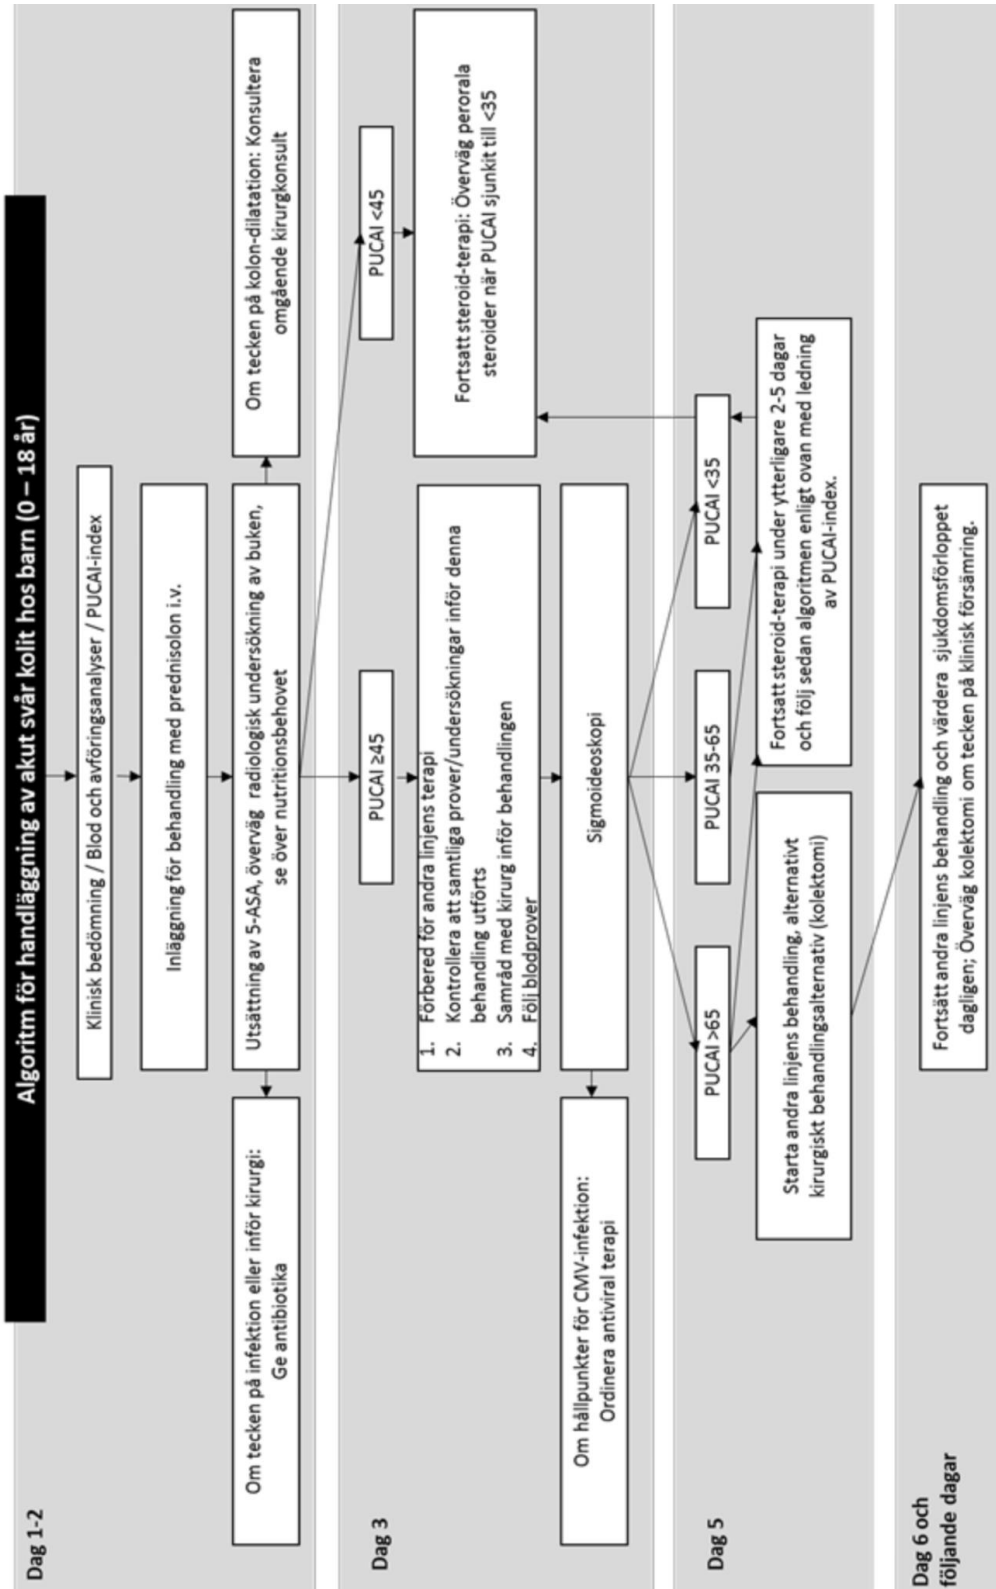 Algoritm för handläggning av akut svår kolit hos barn (0 – 18 år)
Dag 1-2
Klinisk bedömning / Blod och avföringsanalyser / PUCAI-index
Inläggning för behandling med prednisolon i.v.
Om tecken på infektion eller inför kirurgi:
Ge antibiotika
Utsättning av 5-ASA, överväg radiologisk undersökning av buken,
se över nutritionsbehovet
Om tecken på kolon-dilatation: Konsultera
omgående kirurgkonsult
Dag 3
PUCAI ≥45
PUCAI <45
1. Förbered för andra linjens terapi
2. Kontrollera att samtliga prover/undersökningar inför denna
behandling utförts
3. Samråd med kirurg inför behandlingen
4. Följ blodprover
Fortsatt steroid-terapi: Överväg perorala
steroider när PUCAI sjunkit till <35
Om hållpunkter för CMV-infektion:
Ordinera antiviral terapi
Sigmoideoskopi
Dag 5
PUCAI >65
PUCAI 35-65
PUCAI <35
Starta andra linjens behandling, alternativt
kirurgiskt behandlingsalternativ (kolektomi)
Fortsatt steroid-terapi under ytterligare 2-5 dagar
och följ sedan algoritmen enligt ovan med ledning
av PUCAI-index.
Dag 6 och
följande dagar
Fortsätt andra linjens behandling och värdera sjukdomsförloppet
dagligen; Överväg kolektomi om tecken på klinisk försämring.